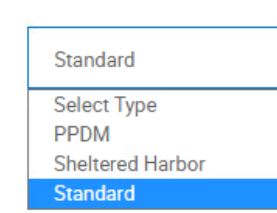 Standard
Select Type
PPDM
Sheltered Harbor
Standard